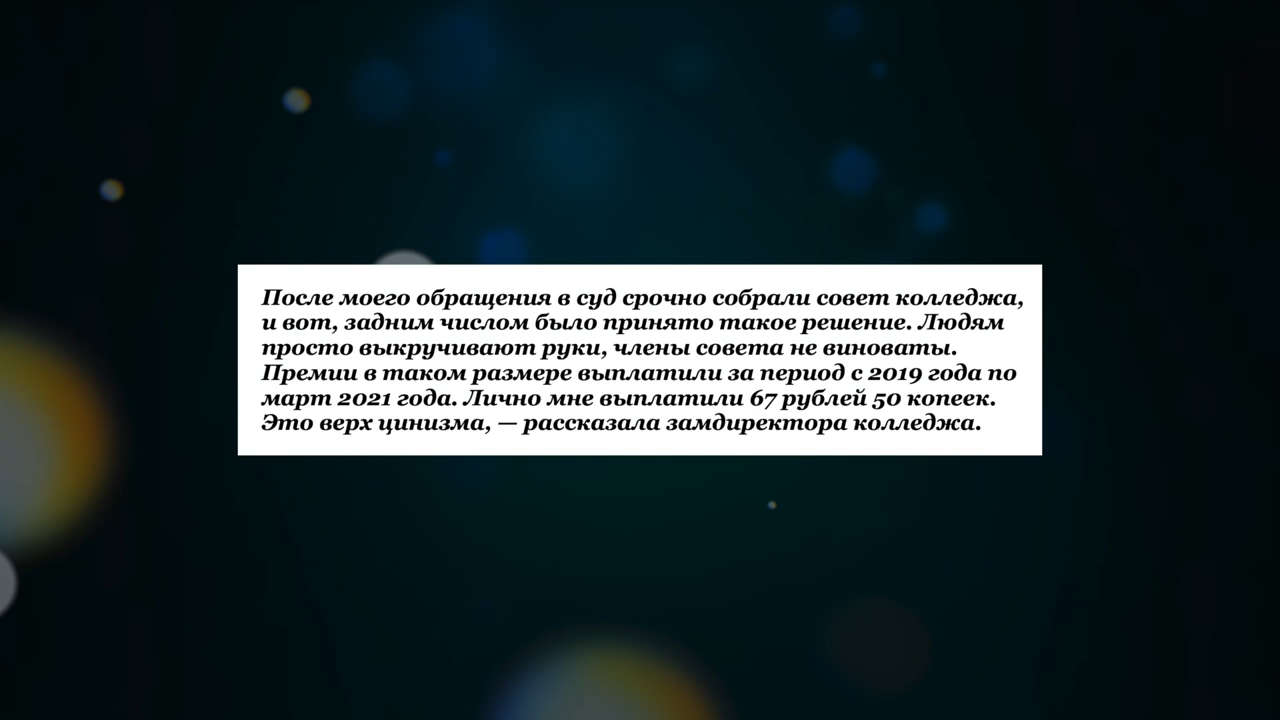 После моего обращения в суд срочно собрали совет колледжа,
и вот, задним числом было принято такое решение. Людям
просто выкручивают руки, члены совета не виноваты.
Премии в таком размере выплатили за период с 2019 года по
март 2021 года. Лично мне выплатили 67 рублей 50 копеек.
Это верх цинизма, — рассказала замдиректора колледжа.